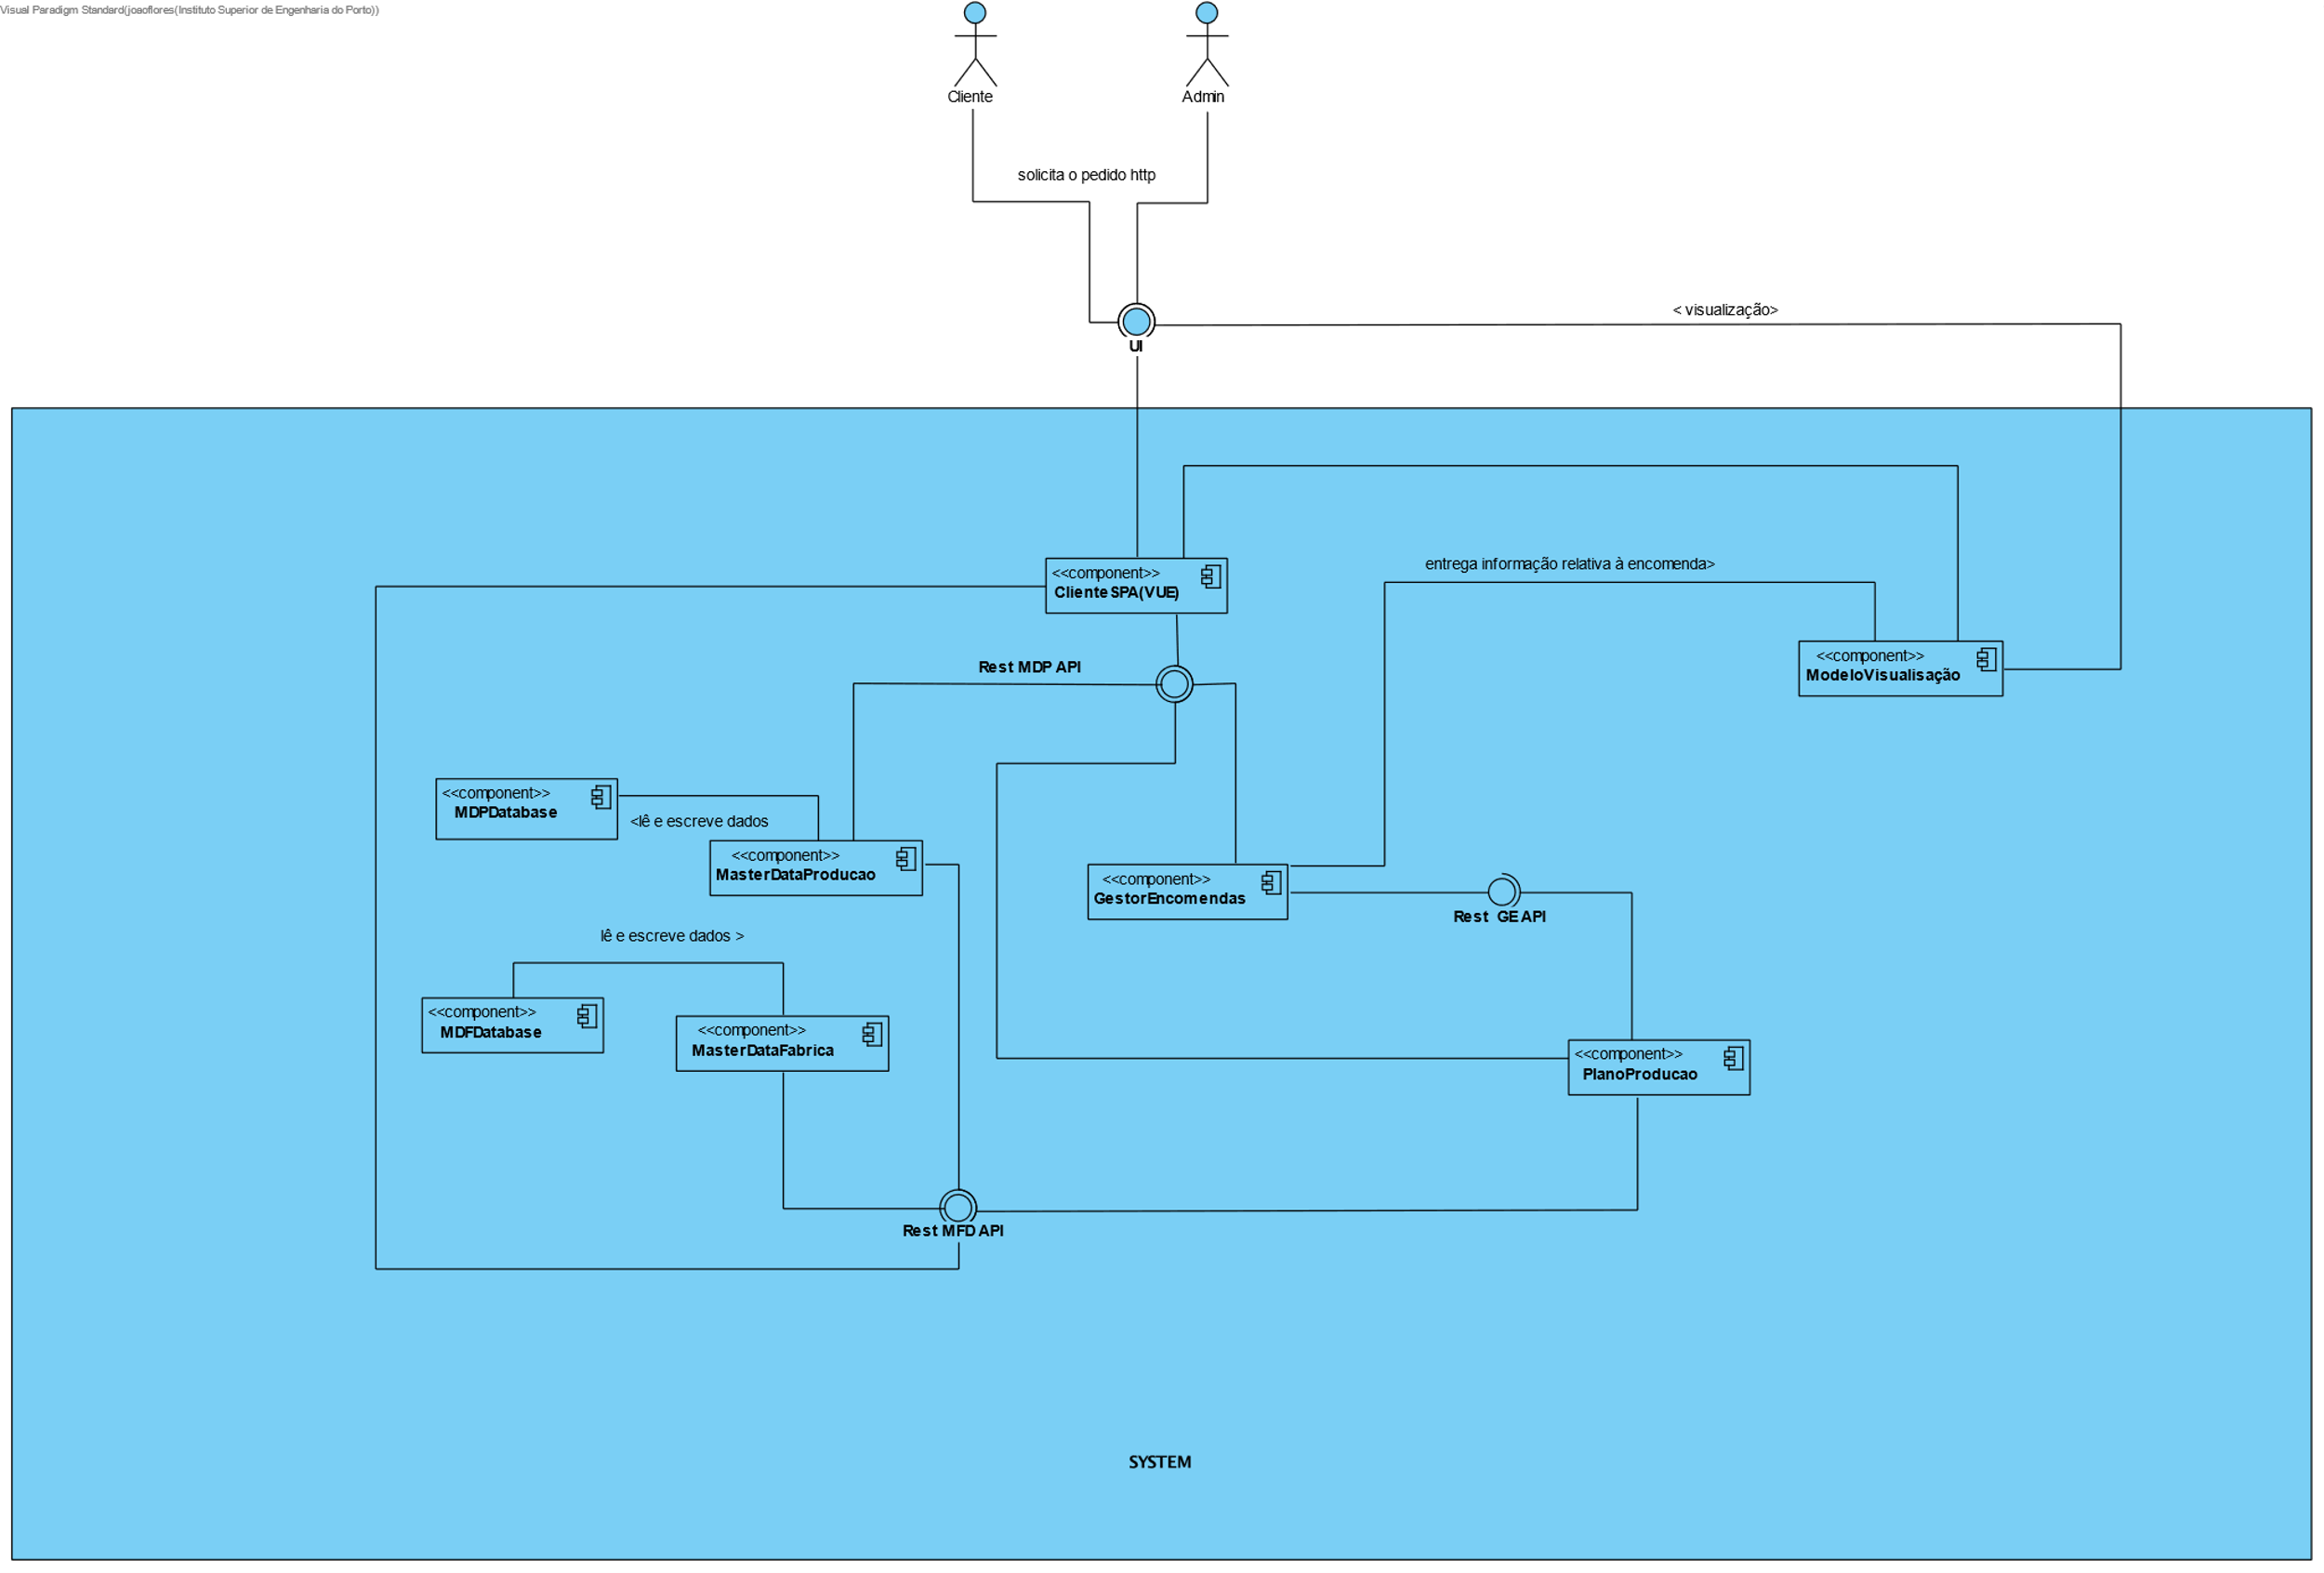 Visual Paradigm Standard(joaoflores(Instituto Superior de Engenharia do Porto))
Cliente
Admin
solicita o pedido http
< visualização>
UI
<<component>>
ClienteSPA(VUE)
entrega informação relativa à encomenda>
<<component>>
ModeloVisualisação
Rest MDP API
<<component>>
MDPDatabase
<lê e escreve dados
<<component>>
MasterDataProducao
<<component>>
GestorEncomendas
Rest GE API
lê e escreve dados >
<<component>>
MDFDatabase
<<component>>
MasterDataFabrica
<<component>>
PlanoProducao
Rest MFD API
SYSTEM